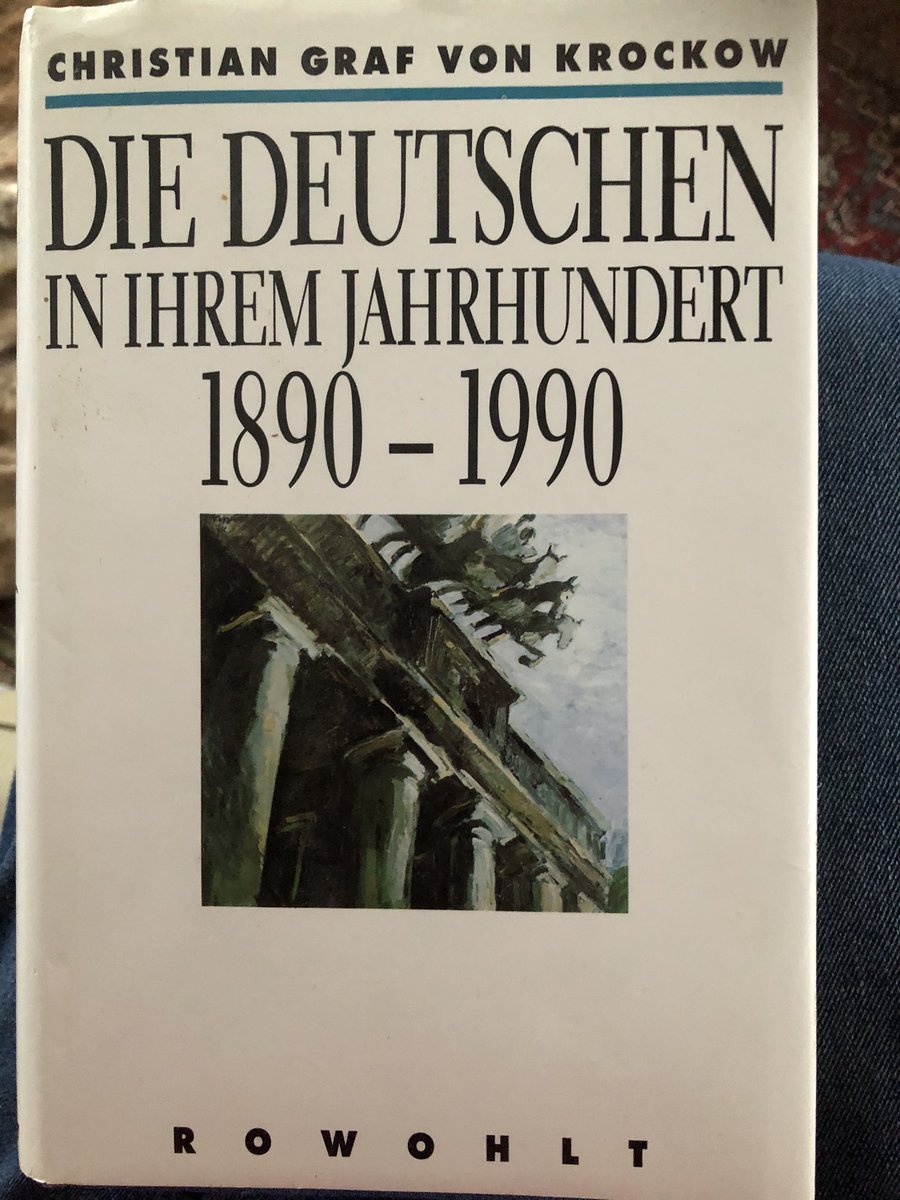 CHRISTIAN GRAF VON KROCKOW
DIE DEUTSCHEN
IN IHREM JAHRHUNDERT
1890 – 1990
ROWOHLT